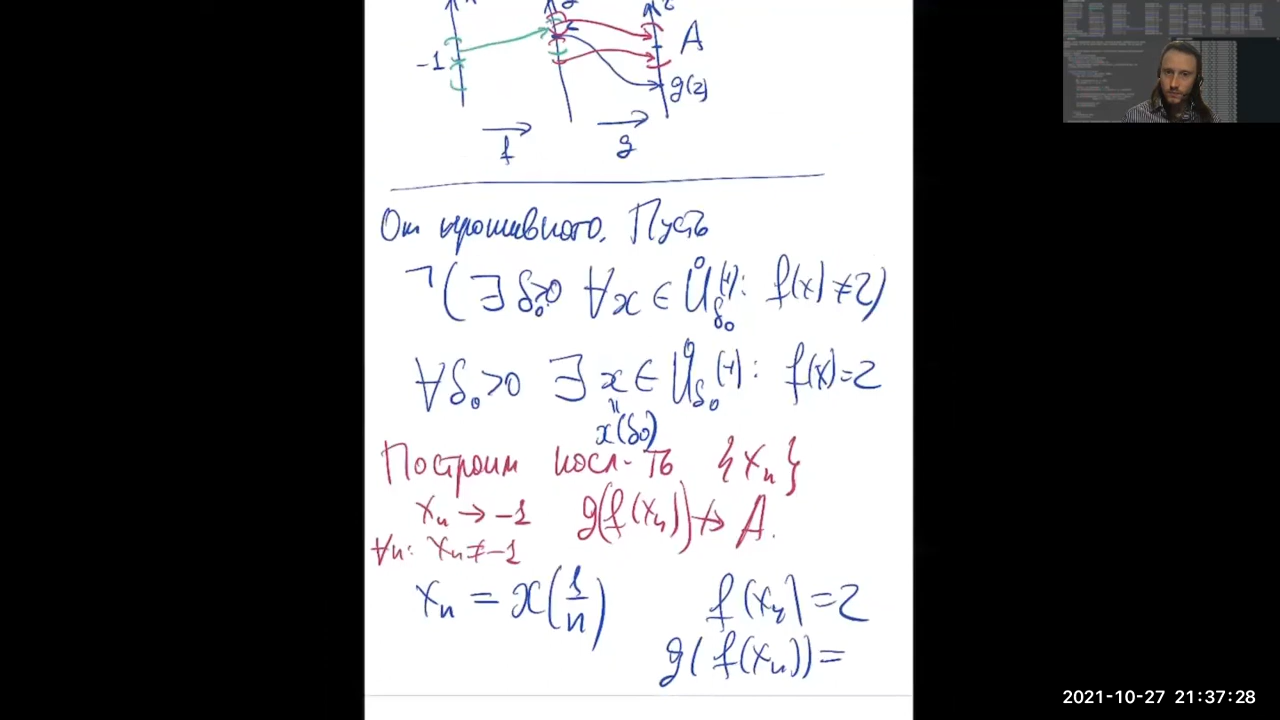 -1
A
g(2)
f
g
От противного. Пусть
¬(∃ δ₀>0 ∀x ∈ Ů_δ₀(-1): f(x) ≠ 2)
∀δ₀>0 ∃ x ∈ Ů_δ₀(-1): f(x)=2
x(δ₀)
Построим посл-ть {xₙ}
xₙ → -1 g(f(xₙ)) ↛ A.
∀n: xₙ ≠ -1
xₙ = x(1/n) f(xₙ) = 2
g(f(xₙ)) =
2021-10-27 21:37:28